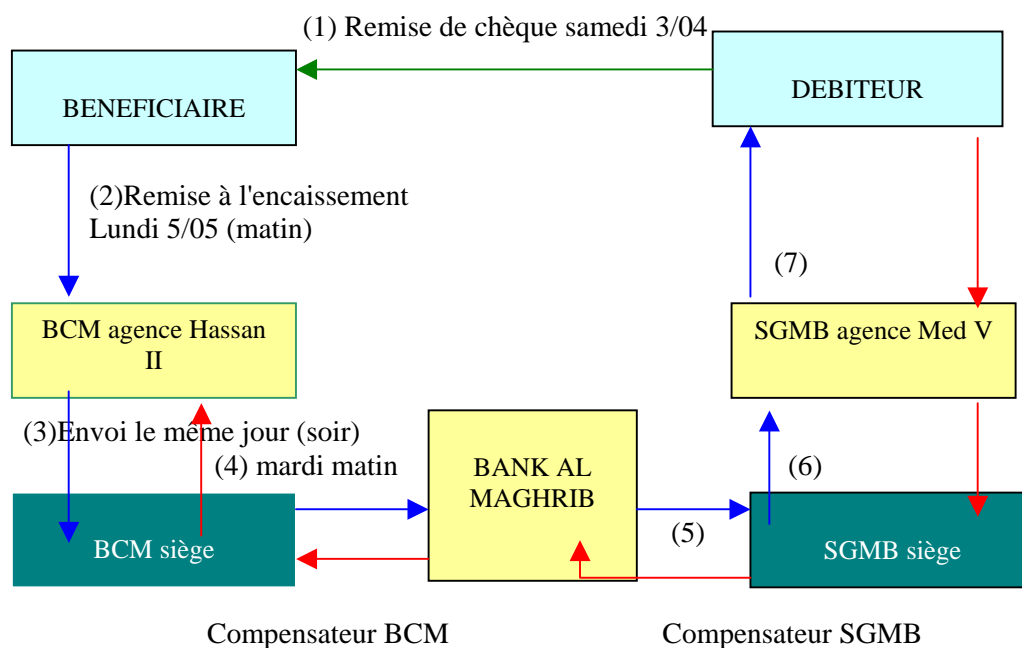 (1) Remise de chèque samedi 3/04
BENEFICIAIRE
DEBITEUR
(2)Remise à l'encaissement
Lundi 5/05 (matin)
(7)
BCM agence Hassan
II
SGMB agence Med V
(3)Envoi le même jour (soir)
(4) mardi matin
BANK AL
MAGHRIB
(6)
(5)
BCM siège
SGMB siège
Compensateur BCM
Compensateur SGMB